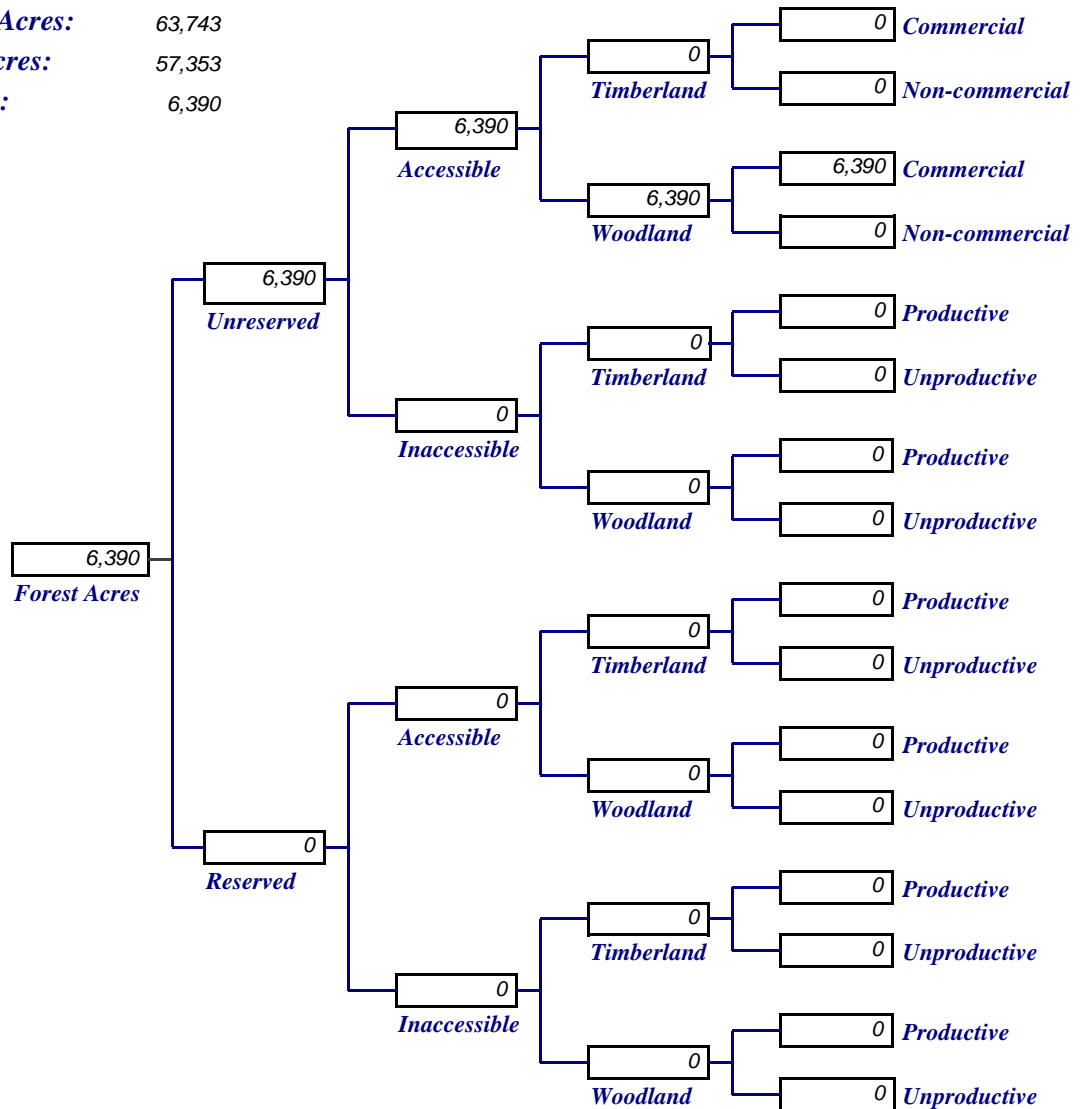 Acres: 63,743
cres: 57,353
: 6,390
0 Commercial
0
Timberland
0 Non-commercial
6,390
Accessible
6,390 Commercial
6,390
Woodland
0 Non-commercial
6,390
Unreserved
0 Productive
0
Timberland
0 Unproductive
0
Inaccessible
0 Productive
0
Woodland
0 Unproductive
6,390
Forest Acres
0 Productive
0
Timberland
0 Unproductive
0
Accessible
0 Productive
0
Woodland
0 Unproductive
0
Reserved
0 Productive
0
Timberland
0 Unproductive
0
Inaccessible
0 Productive
0
Woodland
0 Unproductive